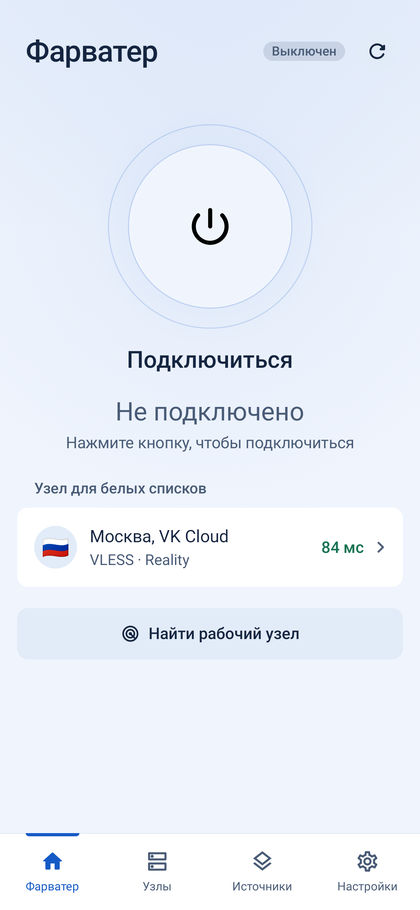 Фарватер
Выключен
Подключиться
Не подключено
Нажмите кнопку, чтобы подключиться
Узел для белых списков
Москва, VK Cloud
84 мс
VLESS · Reality
Найти рабочий узел
Фарватер
Узлы
Источники
Настройки